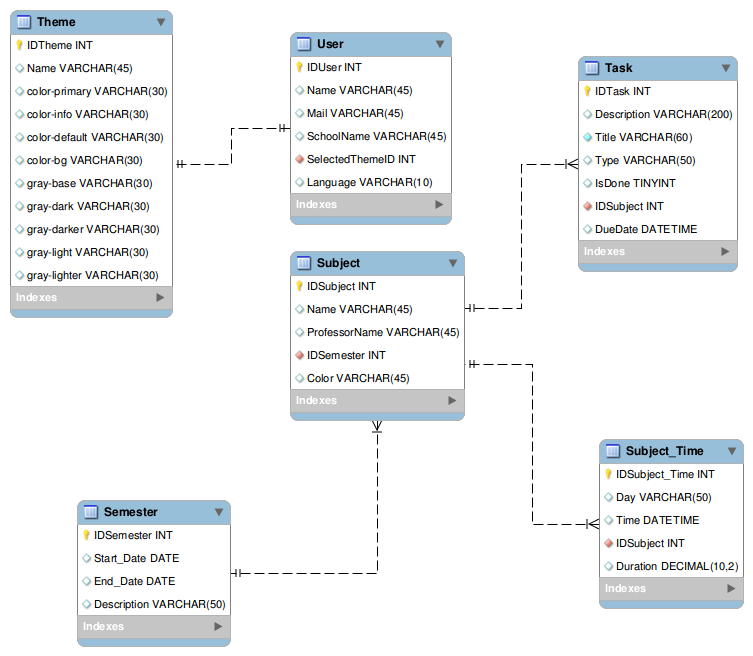 Theme
IDTheme INT
Name VARCHAR(45)
color-primary VARCHAR(30)
color-info VARCHAR(30)
color-default VARCHAR(30)
color-bg VARCHAR(30)
gray-base VARCHAR(30)
gray-dark VARCHAR(30)
gray-darker VARCHAR(30)
gray-light VARCHAR(30)
gray-lighter VARCHAR(30)
Indexes
User
IDUser INT
Name VARCHAR(45)
Mail VARCHAR(45)
SchoolName VARCHAR(45)
SelectedThemeID INT
Language VARCHAR(10)
Indexes
Task
IDTask INT
Description VARCHAR(200)
Title VARCHAR(60)
Type VARCHAR(50)
IsDone TINYINT
IDSubject INT
DueDate DATETIME
Indexes
Subject
IDSubject INT
Name VARCHAR(45)
ProfessorName VARCHAR(45)
IDSemester INT
Color VARCHAR(45)
Indexes
Subject_Time
IDSubject_Time INT
Day VARCHAR(50)
Time DATETIME
IDSubject INT
Duration DECIMAL(10,2)
Indexes
Semester
IDSemester INT
Start_Date DATE
End_Date DATE
Description VARCHAR(50)
Indexes